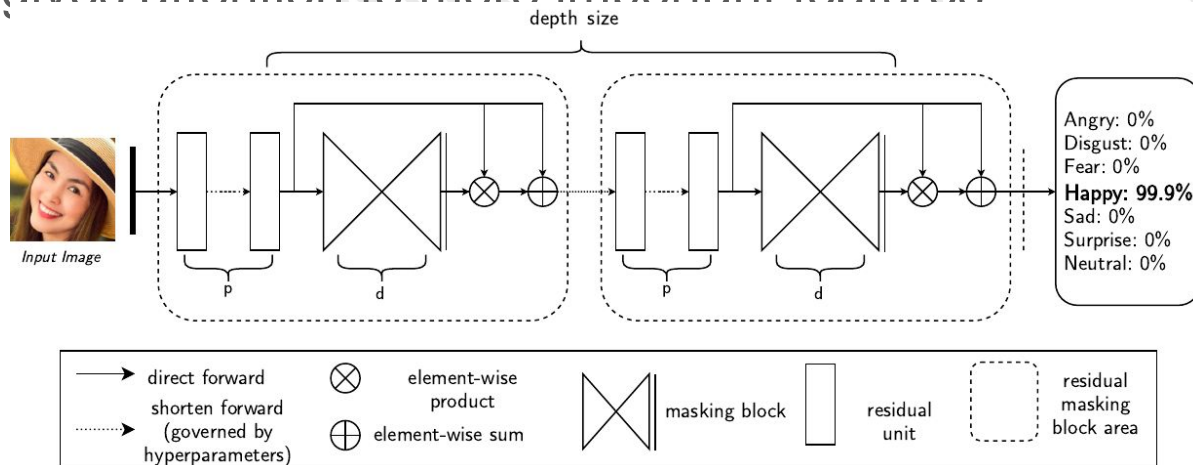 depth size
Input Image
p
d
p
d
Angry: 0%
Disgust: 0%
Fear: 0%
Happy: 99.9%
Sad: 0%
Surprise: 0%
Neutral: 0%
direct forward
shorten forward
(governed by
hyperparameters)
element-wise
product
element-wise sum
masking block
residual
unit
residual
masking
block area